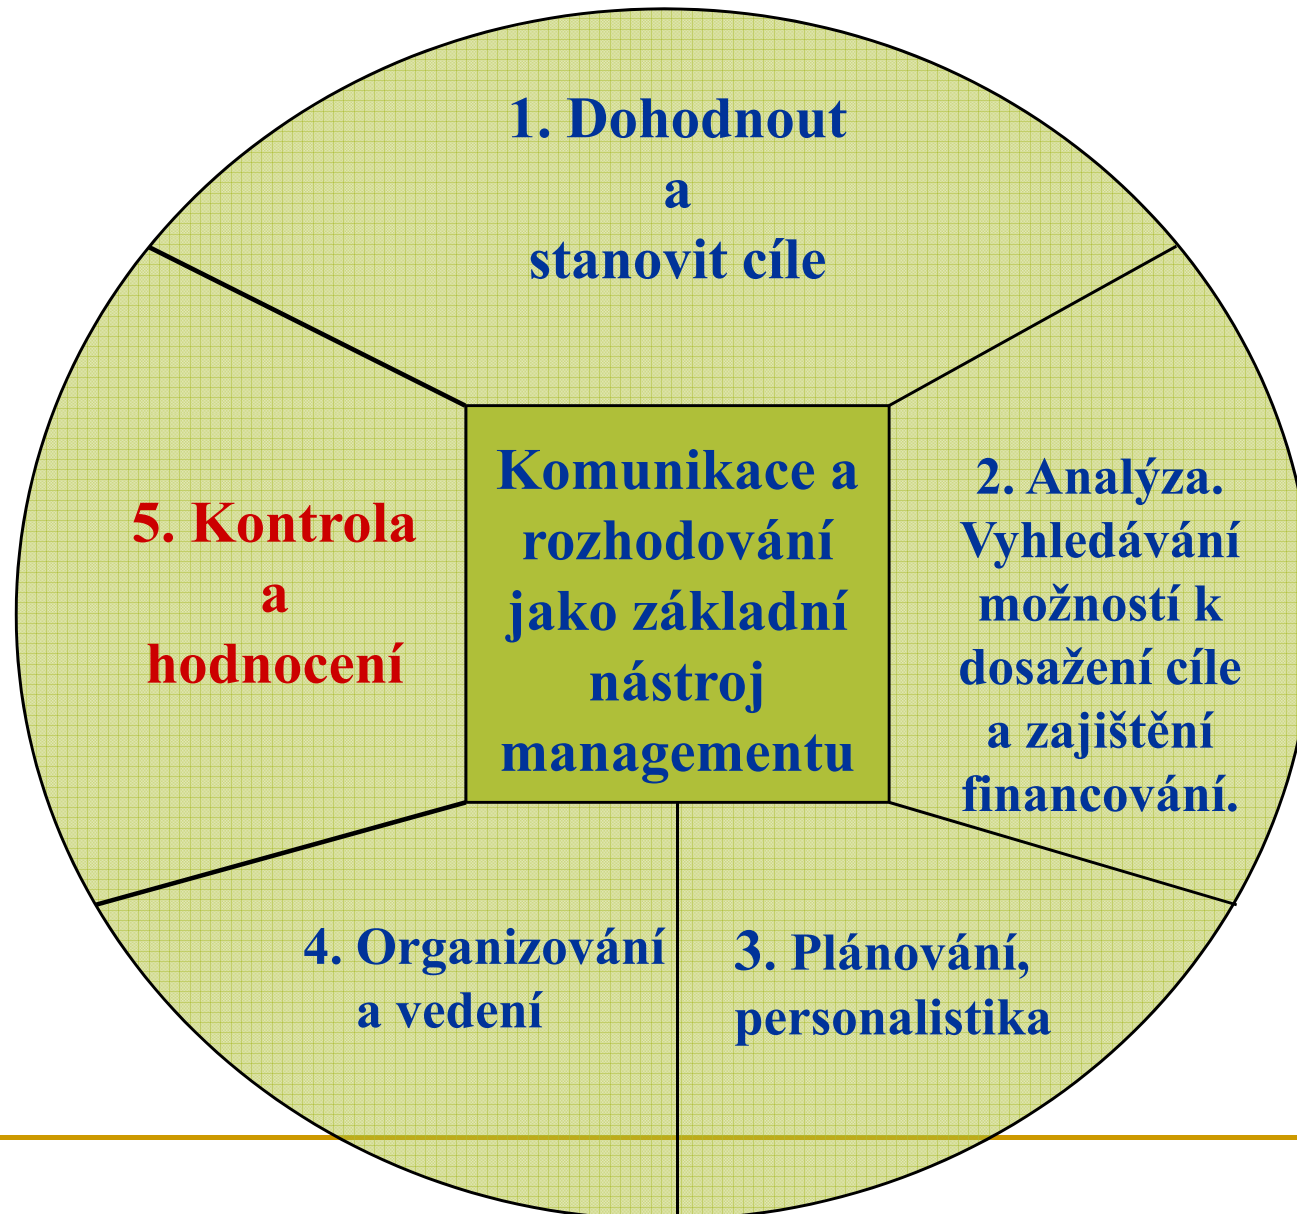 1. Dohodnout
a
stanovit cíle
Komunikace a
rozhodování
jako základní
nástroj
managementu
2. Analýza.
Vyhledávání
možností k
dosažení cíle
a zajištění
financování.
3. Plánování,
personalistika
4. Organizování
a vedení
5. Kontrola
a
hodnocení